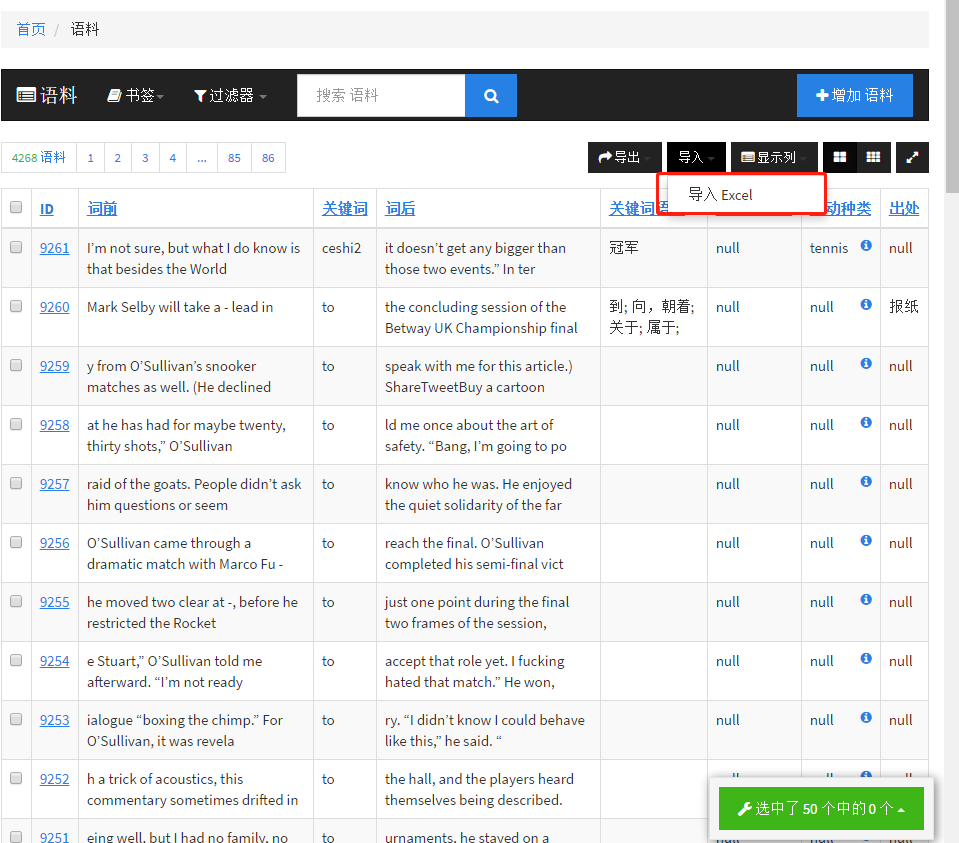 首页 / 语料
语料 书签 过滤器 搜索 语料 增加 语料
4268 语料 1 2 3 4 ... 85 86 导出 导入 显示列
导入 Excel
ID 词前 关键词 词后 关键词语 动种类 出处
9261 I’m not sure, but what I do know is ceshi2 it doesn’t get any bigger than 冠军 null tennis null
that besides the World those two events.” In ter
9260 Mark Selby will take a - lead in to the concluding session of the 到; 向，朝着; null null 报纸
Betway UK Championship final 关于; 属于;
9259 y from O’Sullivan’s snooker to speak with me for this article.) null null null
matches as well. (He declined ShareTweetBuy a cartoon
9258 at he has had for maybe twenty, to ld me once about the art of null null null
thirty shots,” O’Sullivan safety. “Bang, I’m going to po
9257 raid of the goats. People didn’t ask to know who he was. He enjoyed null null null
him questions or seem the quiet solidarity of the far
9256 O’Sullivan came through a to reach the final. O’Sullivan null null null
dramatic match with Marco Fu - completed his semi-final vict
9255 he moved two clear at -, before he to just one point during the final null null null
restricted the Rocket two frames of the session,
9254 e Stuart,” O’Sullivan told me to accept that role yet. I fucking null null null
afterward. “I’m not ready hated that match.” He won,
9253 ialogue “boxing the chimp.” For to ry. “I didn’t know I could behave null null null
O’Sullivan, it was revela like this,” he said. “
9252 h a trick of acoustics, this to the hall, and the players heard
commentary sometimes drifted in themselves being described.
选中了 50 个中的 0 个
9251 eing well, but I had no family, no to urnaments, he stayed on a null null null